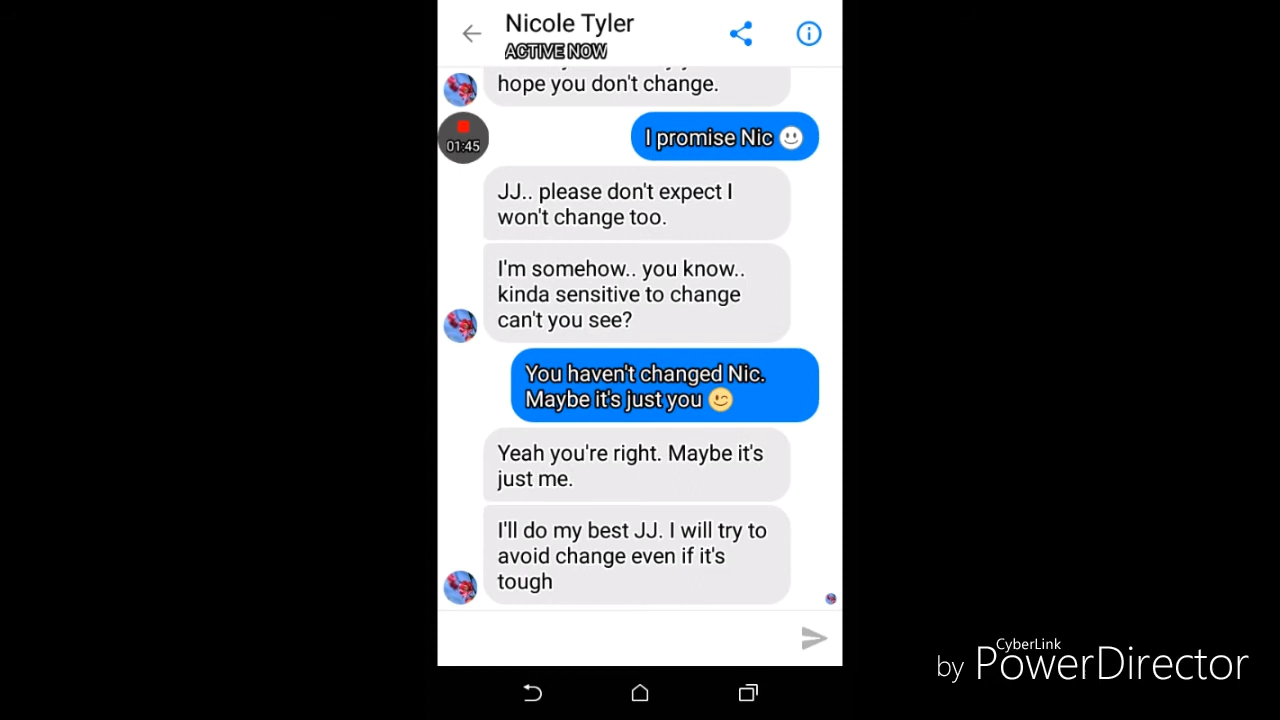 Nicole Tyler
ACTIVE NOW
hope you don't change.
01:45
I promise Nic 🙂
JJ.. please don't expect I
won't change too.
I'm somehow.. you know..
kinda sensitive to change
can't you see?
You haven't changed Nic.
Maybe it's just you 😉
Yeah you're right. Maybe it's
just me.
I'll do my best JJ. I will try to
avoid change even if it's
tough
CyberLink
by PowerDirector